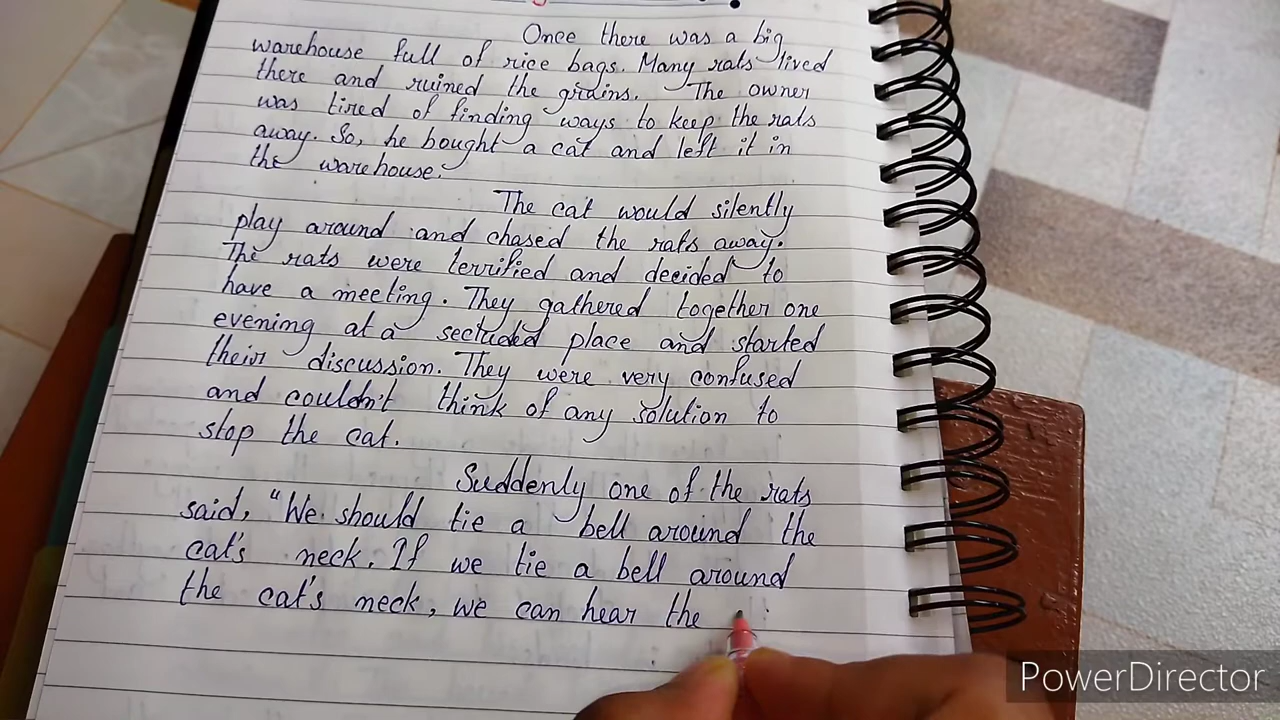 Once there was a big
warehouse full of rice bags. Many rats lived
there and ruined the grains. The owner
was tired of finding ways to keep the rats
away. So, he bought a cat and left it in
the warehouse.
The cat would silently
play around and chased the rats away.
The rats were terrified and decided to
have a meeting. They gathered together one
evening at a secluded place and started
their discussion. They were very confused
and couldn't think of any solution to
stop the cat.
Suddenly one of the rats
said, "We should tie a bell around the
cat's neck. If we tie a bell around
the cat's neck, we can hear the
PowerDirector